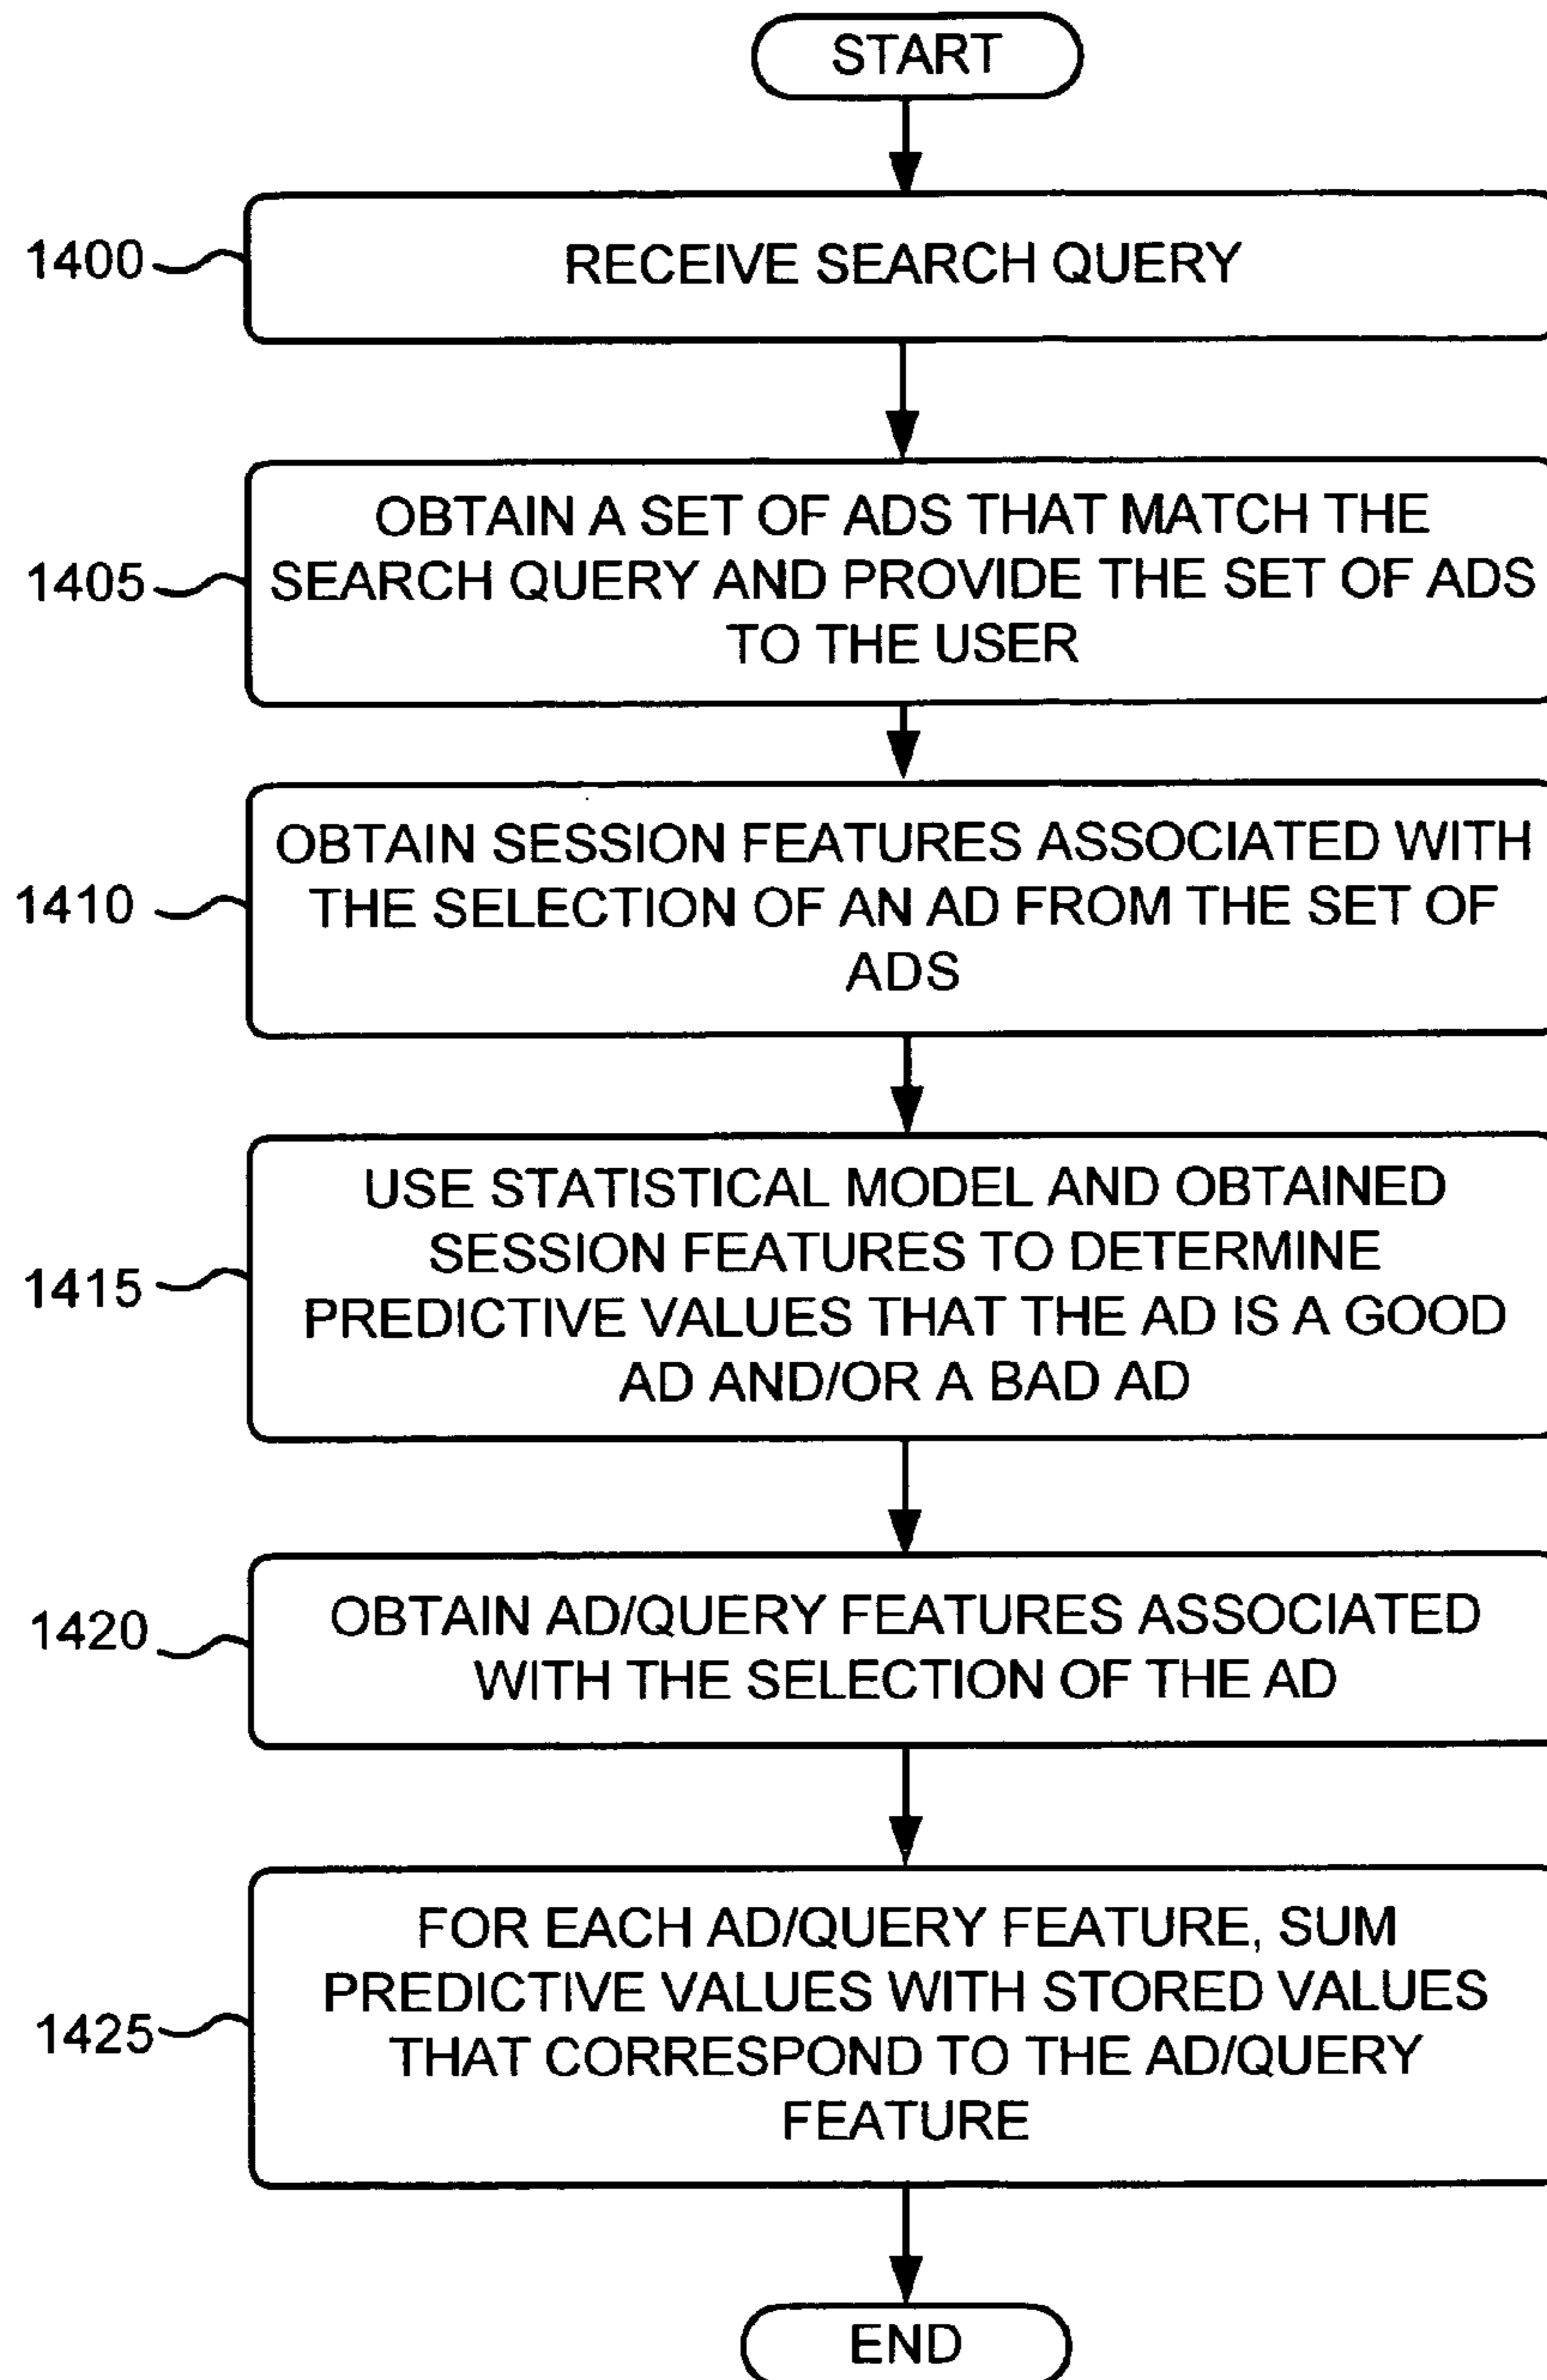 START
1400
RECEIVE SEARCH QUERY
1405
OBTAIN A SET OF ADS THAT MATCH THE
SEARCH QUERY AND PROVIDE THE SET OF ADS
TO THE USER
1410
OBTAIN SESSION FEATURES ASSOCIATED WITH
THE SELECTION OF AN AD FROM THE SET OF
ADS
1415
USE STATISTICAL MODEL AND OBTAINED
SESSION FEATURES TO DETERMINE
PREDICTIVE VALUES THAT THE AD IS A GOOD
AD AND/OR A BAD AD
1420
OBTAIN AD/QUERY FEATURES ASSOCIATED
WITH THE SELECTION OF THE AD
1425
FOR EACH AD/QUERY FEATURE, SUM
PREDICTIVE VALUES WITH STORED VALUES
THAT CORRESPOND TO THE AD/QUERY
FEATURE
END